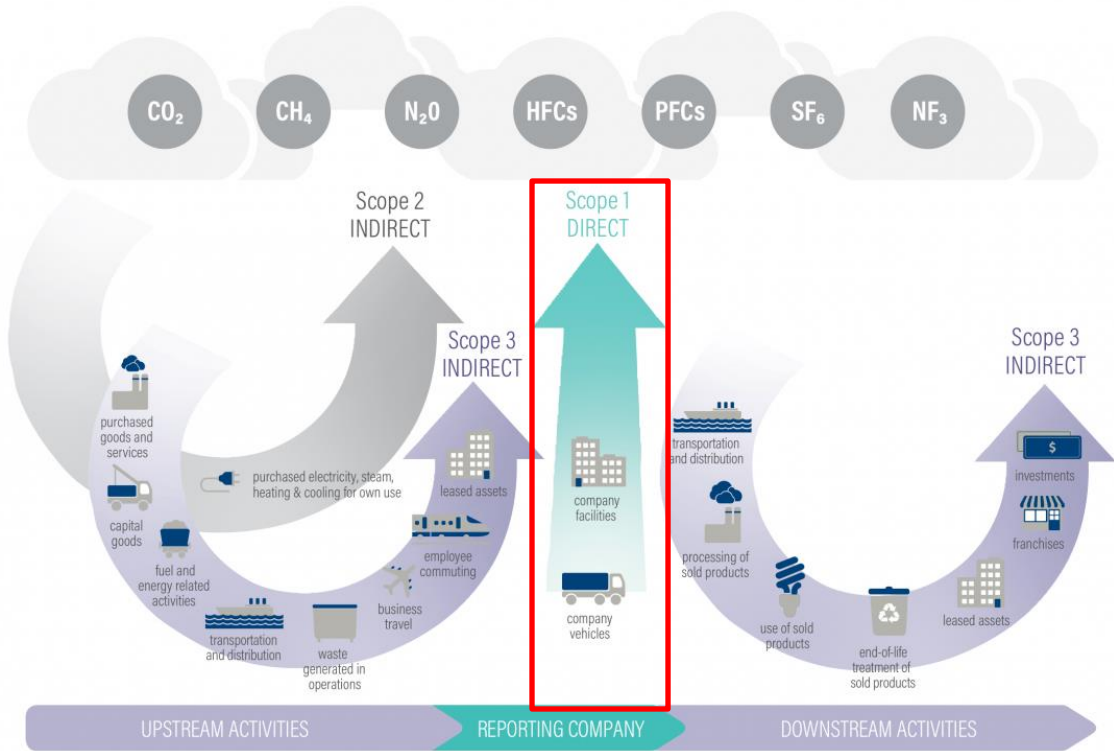 CO₂
CH₄
N₂0
HFCs
PFCs
SF₆
NF₃
Scope 2
INDIRECT
Scope 1
DIRECT
Scope 3
INDIRECT
Scope 3
INDIRECT
purchased
goods and
services
capital
goods
fuel and
energy related
activities
purchased electricity, steam,
heating & cooling for own use
transportation
and distribution
waste
generated in
operations
business
travel
employee
commuting
leased assets
company
facilities
company
vehicles
transportation
and distribution
processing of
sold products
use of sold
products
end-of-life
treatment of
sold products
leased assets
franchises
$
investments
UPSTREAM ACTIVITIES
REPORTING COMPANY
DOWNSTREAM ACTIVITIES